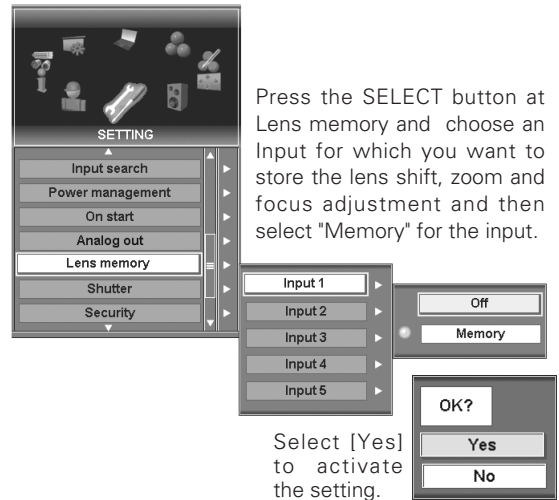 SETTING
Input search
Power management
On start
Analog out
Lens memory
Shutter
Security
Press the SELECT button at
Lens memory and choose an
Input for which you want to
store the lens shift, zoom and
focus adjustment and then
select "Memory" for the input.
Input 1
Input 2
Input 3
Input 4
Input 5
Off
Memory
OK?
Yes
No
Select [Yes]
to activate
the setting.